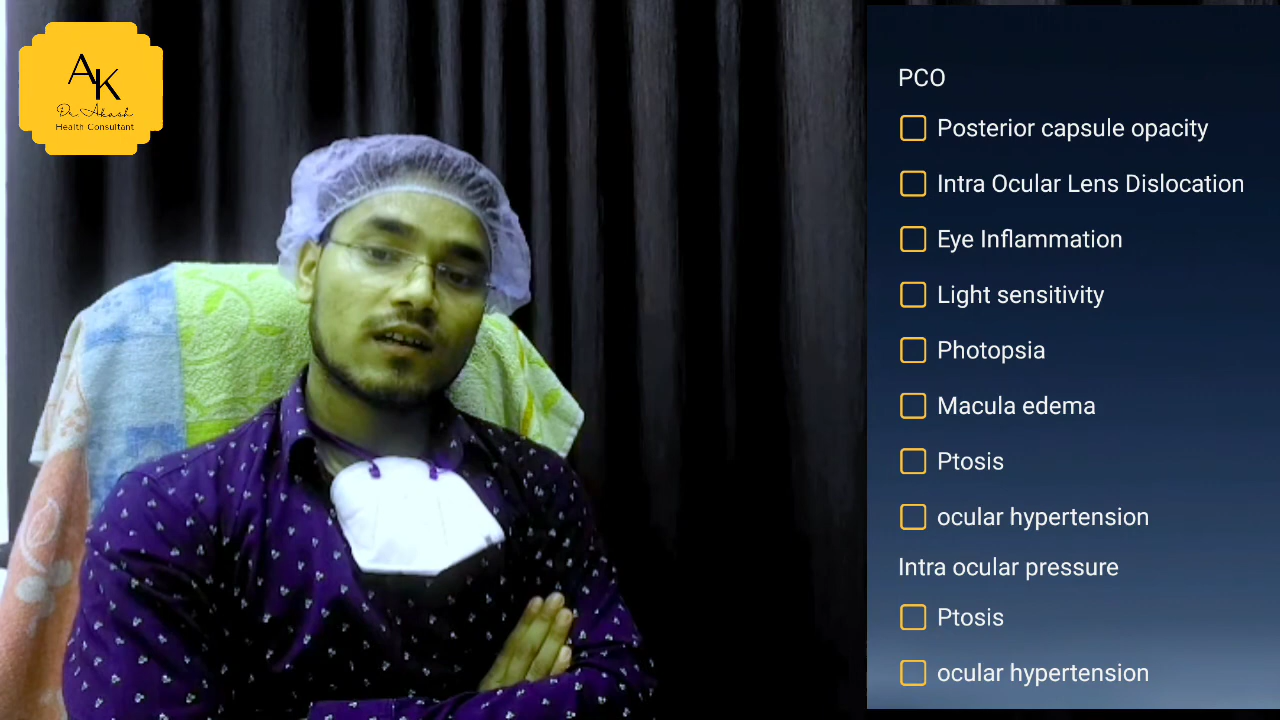 AK
Dr Akash
Health Consultant
PCO
Posterior capsule opacity
Intra Ocular Lens Dislocation
Eye Inflammation
Light sensitivity
Photopsia
Macula edema
Ptosis
ocular hypertension
Intra ocular pressure
Ptosis
ocular hypertension